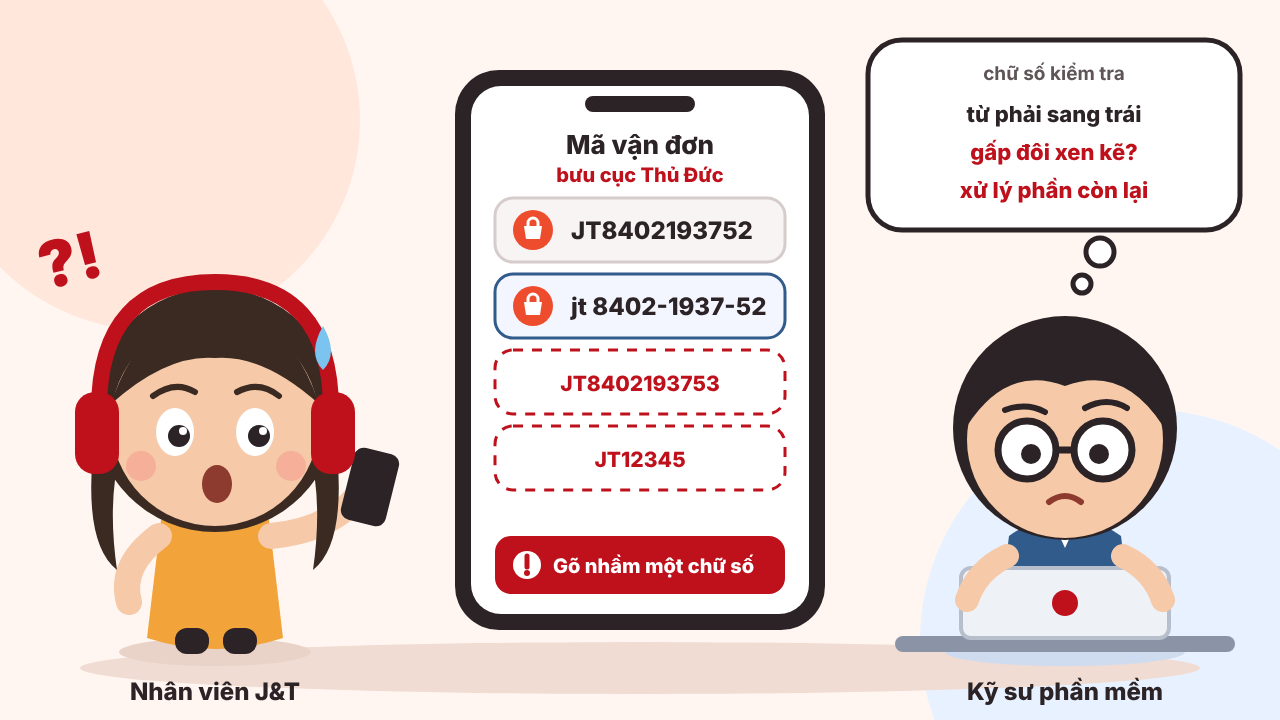 ?!
Mã vận đơn
bưu cục Thủ Đức
JT8402193752
jt 8402-1937-52
JT8402193753
JT12345
Gõ nhầm một chữ số
chữ số kiểm tra
từ phải sang trái
gấp đôi xen kẽ?
xử lý phần còn lại
Nhân viên J&T
Kỹ sư phần mềm